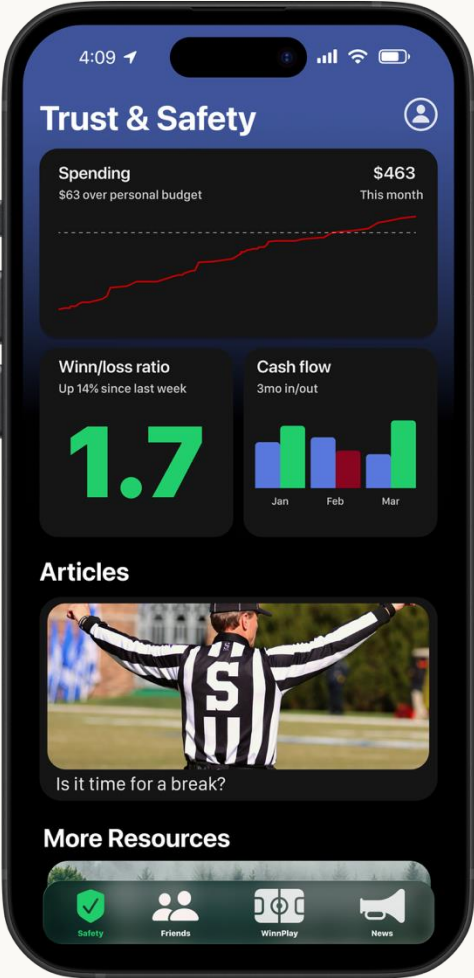 4:09
Trust & Safety
Spending
$463
$63 over personal budget
This month
Winn/loss ratio
Up 14% since last week
1.7
Cash flow
3mo in/out
Jan
Feb
Mar
Articles
S
Is it time for a break?
More Resources
Safety
Friends
WinnPlay
News